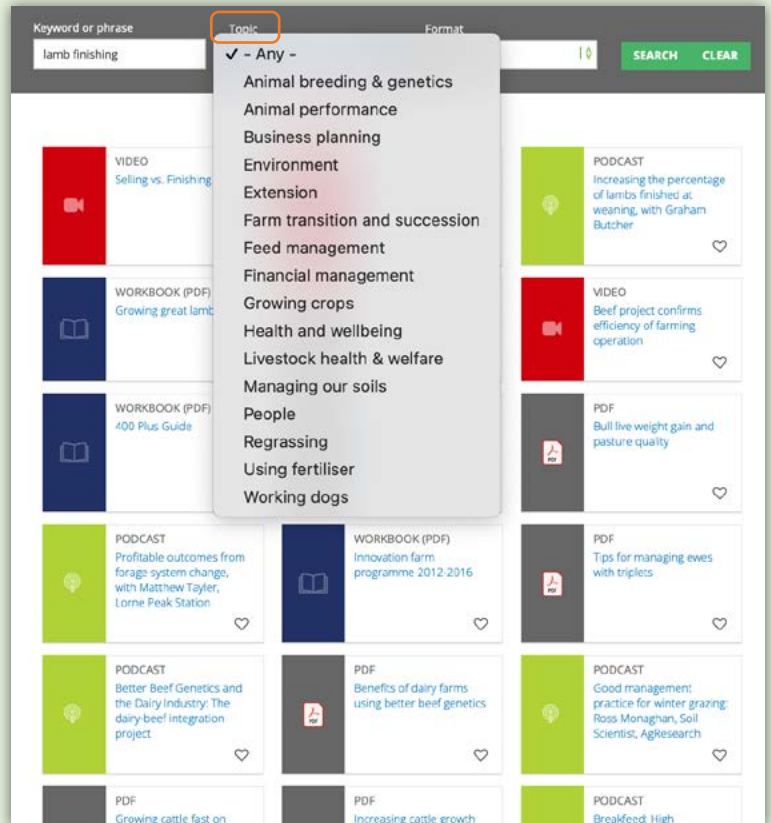 Keyword or phrase
Topic
Format
lamb finishing
SEARCH
CLEAR
✓ - Any -
Animal breeding & genetics
Animal performance
Business planning
Environment
Extension
Farm transition and succession
Feed management
Financial management
Growing crops
Health and wellbeing
Livestock health & welfare
Managing our soils
People
Regrassing
Using fertiliser
Working dogs
VIDEO
Selling vs. Finishing
PODCAST
Increasing the percentage
of lambs finished at
weaning, with Graham
Butcher
WORKBOOK (PDF)
Growing great lamb
VIDEO
Beef project confirms
efficiency of farming
operation
WORKBOOK (PDF)
400 Plus Guide
PDF
PDF
Bull live weight gain and
pasture quality
PODCAST
Profitable outcomes from
forage system change,
with Matthew Tayler,
Lorne Peak Station
WORKBOOK (PDF)
Innovation farm
programme 2012-2016
PDF
PDF
Tips for managing ewes
with triplets
PODCAST
Better Beef Genetics and
the Dairy Industry: The
dairy-beef integration
project
PDF
PDF
Benefits of dairy farms
using better beef genetics
PODCAST
Good management
practice for winter grazing:
Ross Monaghan, Soil
Scientist, AgResearch
PDF
Growing cattle fast on
PDF
Increasing cattle growth
PODCAST
Breakfeed: High